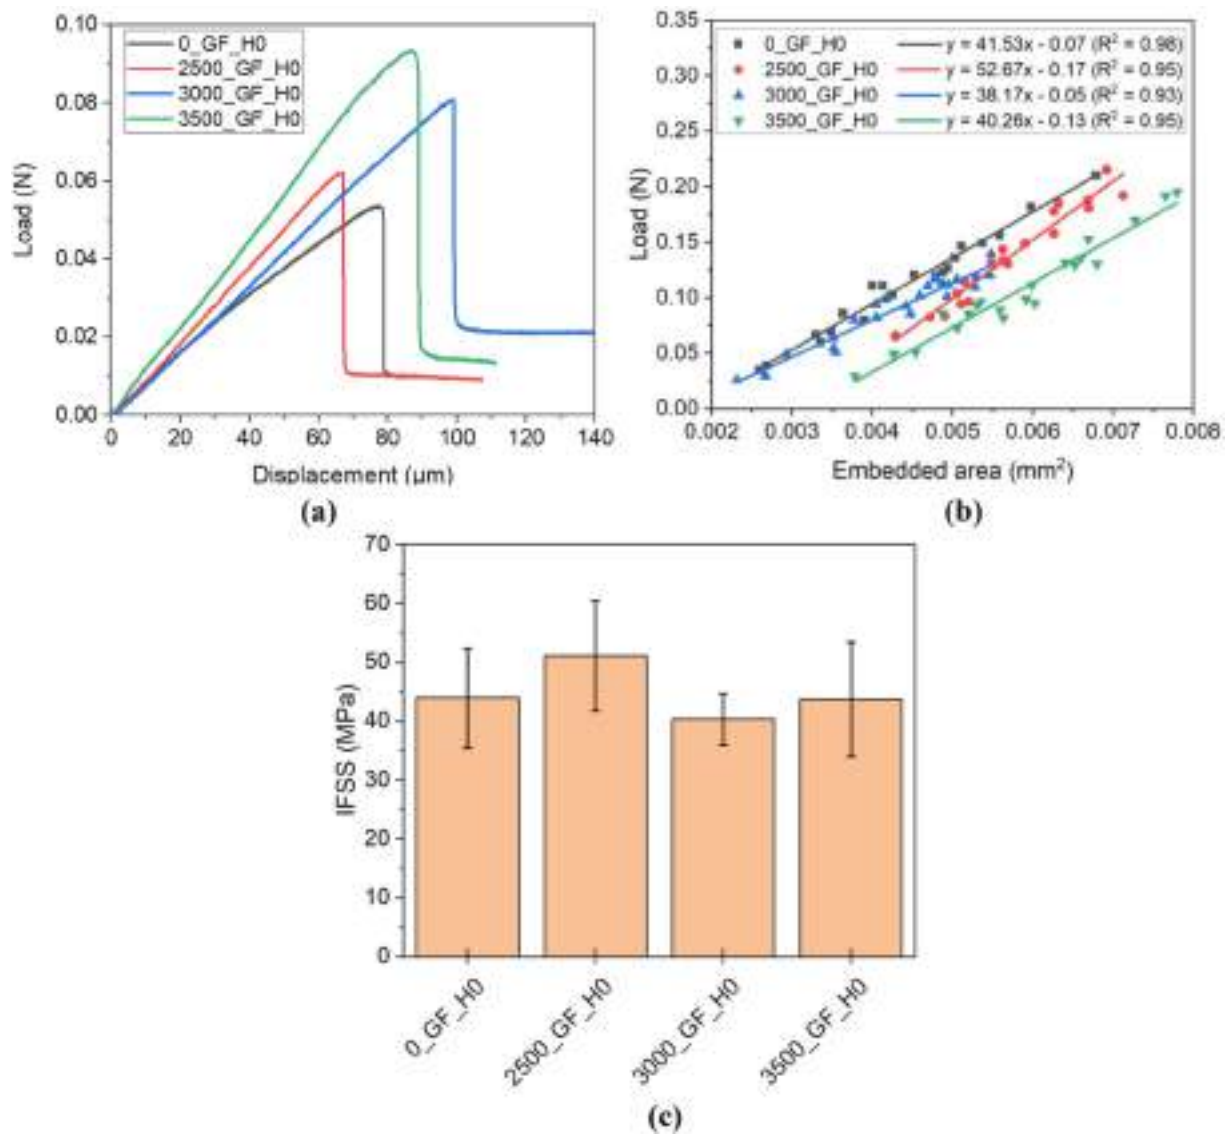 0.10
0.08
0.06
0.04
0.02
0.00
Load (N)
0_GF_H0
2500_GF_H0
3000_GF_H0
3500_GF_H0
0 20 40 60 80 100 120 140
Displacement (μm)
(a)
0.35
0.30
0.25
0.20
0.15
0.10
0.05
0.00
Load (N)
0_GF_H0 y = 41.53x - 0.07 (R² = 0.98)
2500_GF_H0 y = 52.67x - 0.17 (R² = 0.95)
3000_GF_H0 y = 38.17x - 0.05 (R² = 0.93)
3500_GF_H0 y = 40.26x - 0.13 (R² = 0.95)
0.002 0.003 0.004 0.005 0.006 0.007 0.008
Embedded area (mm²)
(b)
70
60
50
40
30
20
10
0
IFSS (MPa)
0_GF_H0
2500_GF_H0
3000_GF_H0
3500_GF_H0
(c)